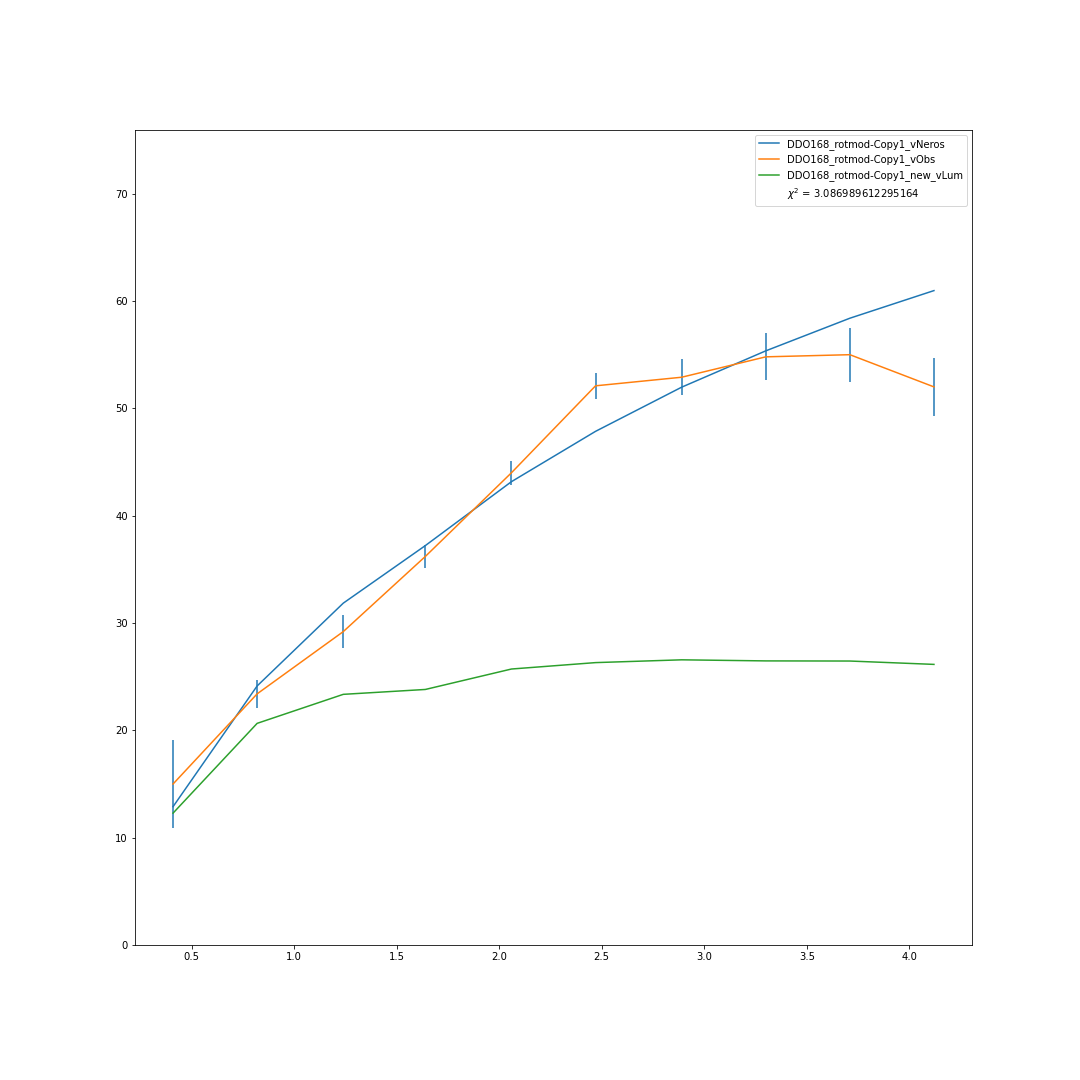 DDO168_rotmod-Copy1_vNeros
DDO168_rotmod-Copy1_vObs
DDO168_rotmod-Copy1_new_vLum
χ² = 3.086989612295164
70
60
50
40
30
20
10
0
0.5 1.0 1.5 2.0 2.5 3.0 3.5 4.0